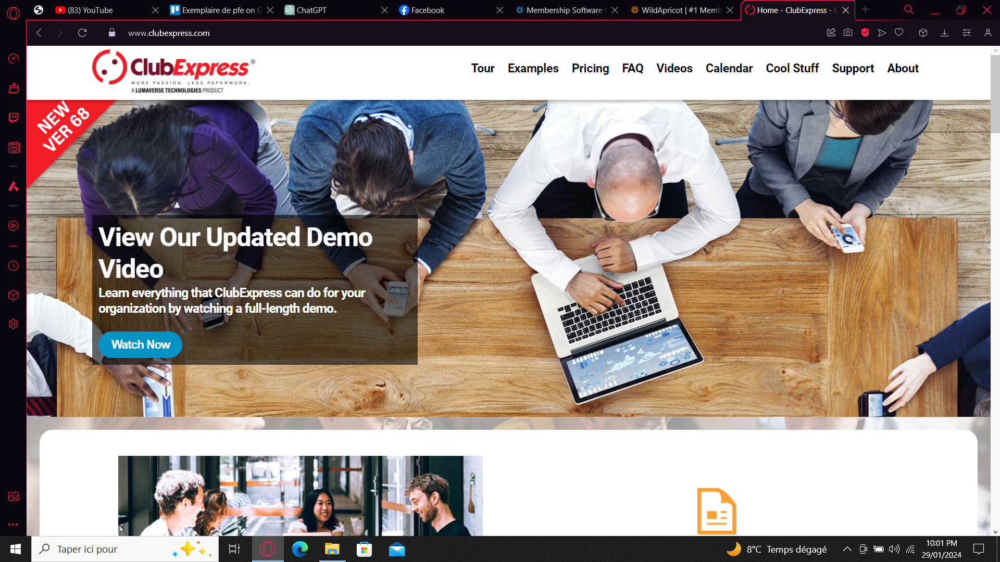 (83) YouTube
Exemplaire de pfe on G
ChatGPT
Facebook
Membership Software
WildApricot | #1 Memb
Home - ClubExpress -
www.clubexpress.com
ClubExpress®
MORE PASSION. LESS PAPERWORK.
A LUMAVERSE TECHNOLOGIES PRODUCT
Tour
Examples
Pricing
FAQ
Videos
Calendar
Cool Stuff
Support
About
NEW
VER 68
View Our Updated Demo
Video
Learn everything that ClubExpress can do for your
organization by watching a full-length demo.
Watch Now
Taper ici pour
8°C Temps dégagé
10:01 PM
29/01/2024